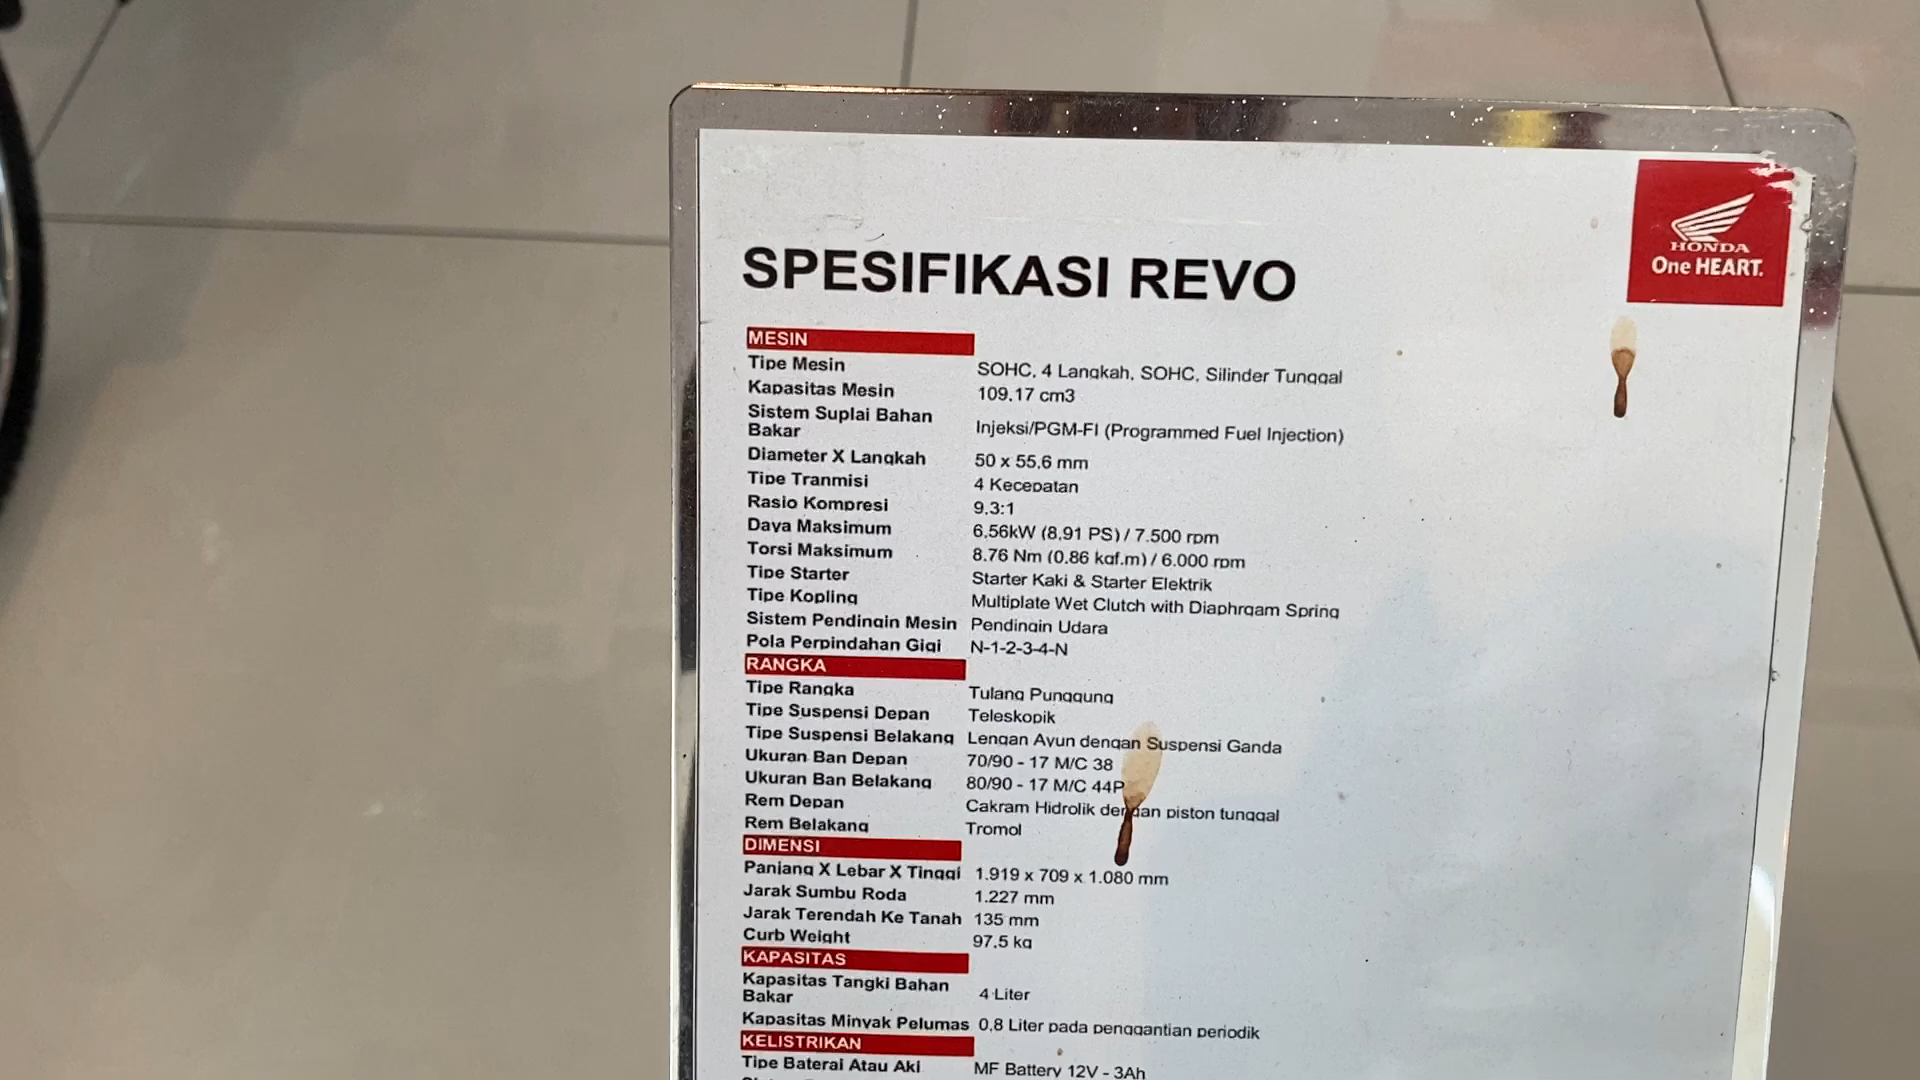 HONDA
One HEART.
SPESIFIKASI REVO
MESIN
Tipe Mesin SOHC, 4 Langkah, SOHC, Silinder Tunggal
Kapasitas Mesin 109.17 cm3
Sistem Suplai Bahan
Bakar Injeksi/PGM-FI (Programmed Fuel Injection)
Diameter X Langkah 50 x 55,6 mm
Tipe Tranmisi 4 Kecepatan
Rasio Kompresi 9.3:1
Daya Maksimum 6,56kW (8,91 PS) / 7.500 rpm
Torsi Maksimum 8.76 Nm (0.86 kgf.m) / 6.000 rpm
Tipe Starter Starter Kaki & Starter Elektrik
Tipe Kopling Multiplate Wet Clutch with Diaphrgam Spring
Sistem Pendingin Mesin Pendingin Udara
Pola Perpindahan Gigi N-1-2-3-4-N
RANGKA
Tipe Rangka Tulang Punggung
Tipe Suspensi Depan Teleskopik
Tipe Suspensi Belakang Lengan Ayun dengan Suspensi Ganda
Ukuran Ban Depan 70/90 - 17 M/C 38
Ukuran Ban Belakang 80/90 - 17 M/C 44P
Rem Depan Cakram Hidrolik dengan piston tunggal
Rem Belakang Tromol
DIMENSI
Panjang X Lebar X Tinggi 1.919 x 709 x 1.080 mm
Jarak Sumbu Roda 1.227 mm
Jarak Terendah Ke Tanah 135 mm
Curb Weight 97,5 kg
KAPASITAS
Kapasitas Tangki Bahan
Bakar 4 Liter
Kapasitas Minyak Pelumas 0,8 Liter pada penggantian periodik
KELISTRIKAN
Tipe Baterai Atau Aki MF Battery 12V - 3Ah